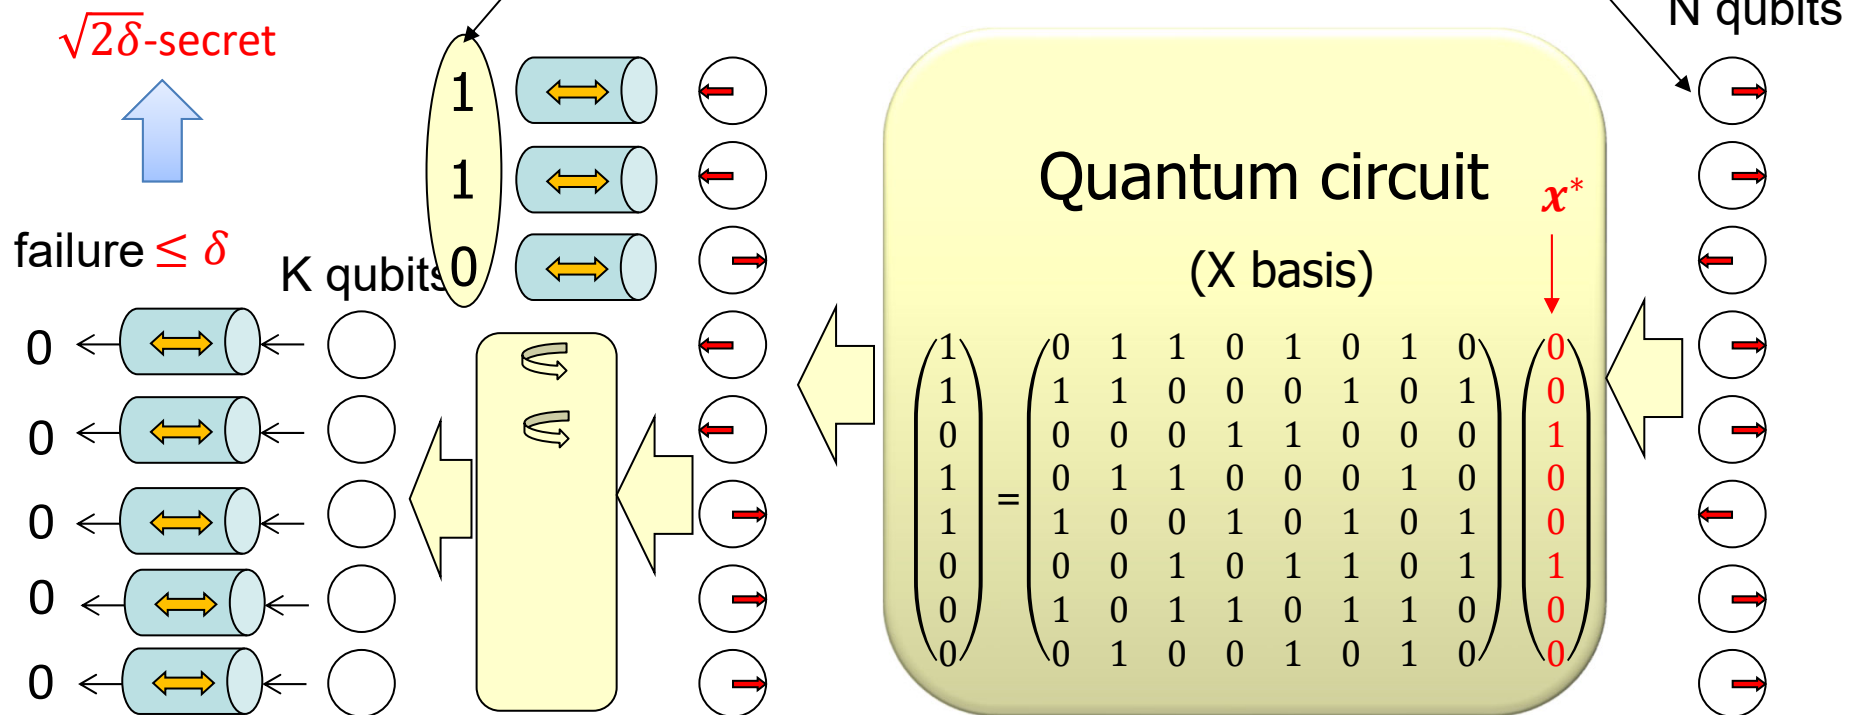 N qubits
√2δ-secret
1
1
0
Quantum circuit
x*
(X basis)
failure ≤ δ
K qubits
0
0
0
0
0
1 0 1 1 0 1 0 1 0 0
1 1 1 0 0 0 1 0 1 0
0 0 0 0 1 1 0 0 0 1
1 0 1 1 0 0 0 1 0 0
1 = 1 0 0 1 0 1 0 1 0
0 0 0 1 0 1 1 0 1 1
0 1 0 1 1 0 1 1 0 0
0 0 1 0 0 1 0 1 0 0